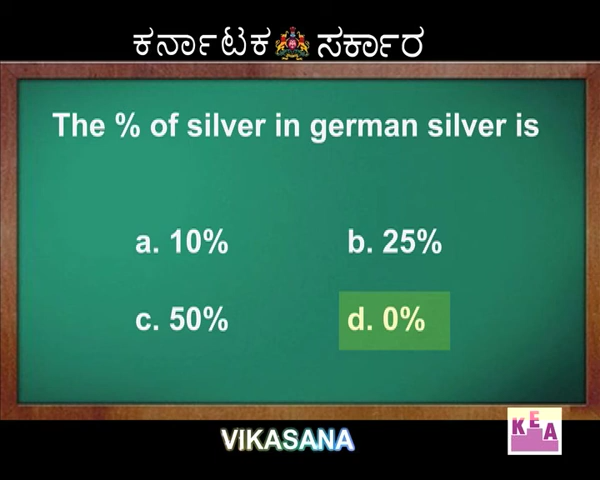 ಕರ್ನಾಟಕ ಸರ್ಕಾರ
The % of silver in german silver is
a. 10% b. 25%
c. 50% d. 0%
KEA
VIKASANA